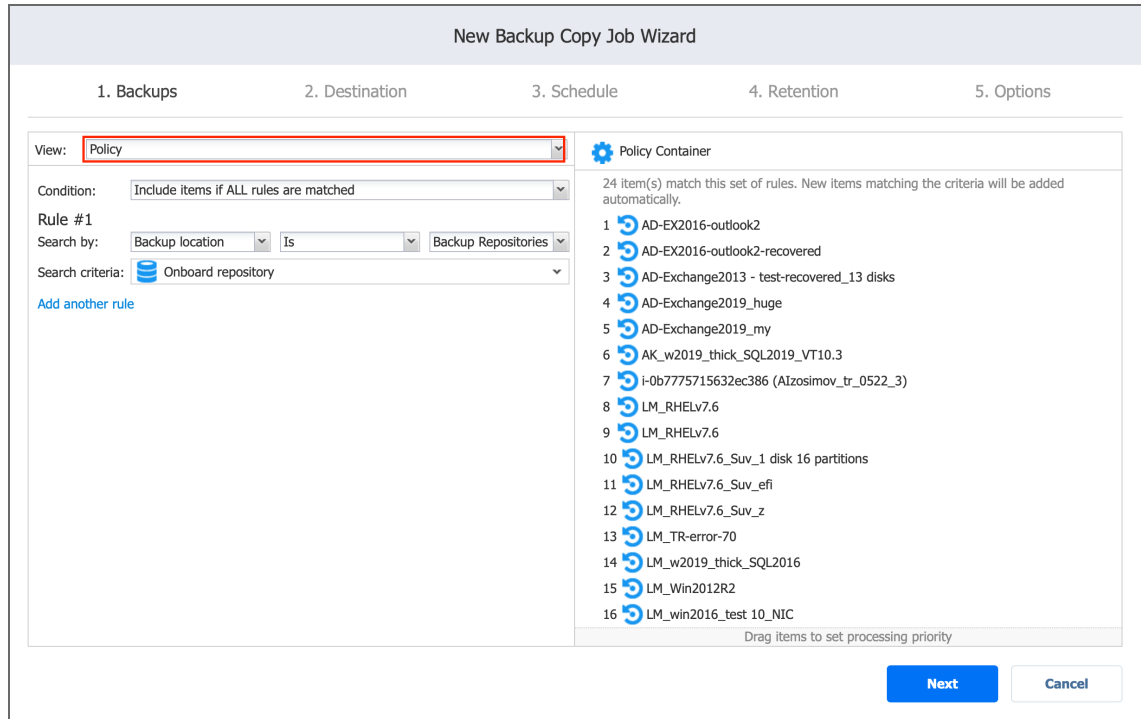 New Backup Copy Job Wizard
1. Backups 2. Destination 3. Schedule 4. Retention 5. Options
View: Policy
Condition: Include items if ALL rules are matched
Rule #1
Search by: Backup location Is Backup Repositories
Search criteria: Onboard repository
Add another rule
Policy Container
24 item(s) match this set of rules. New items matching the criteria will be added
automatically.
1 AD-EX2016-outlook2
2 AD-EX2016-outlook2-recovered
3 AD-Exchange2013 - test-recovered_13 disks
4 AD-Exchange2019_huge
5 AD-Exchange2019_my
6 AK_w2019_thick_SQL2019_VT10.3
7 i-0b7775715632ec386 (AIzosimov_tr_0522_3)
8 LM_RHELv7.6
9 LM_RHELv7.6
10 LM_RHELv7.6_Suv_1 disk 16 partitions
11 LM_RHELv7.6_Suv_efi
12 LM_RHELv7.6_Suv_z
13 LM_TR-error-70
14 LM_w2019_thick_SQL2016
15 LM_Win2012R2
16 LM_win2016_test 10_NIC
Drag items to set processing priority
Next Cancel